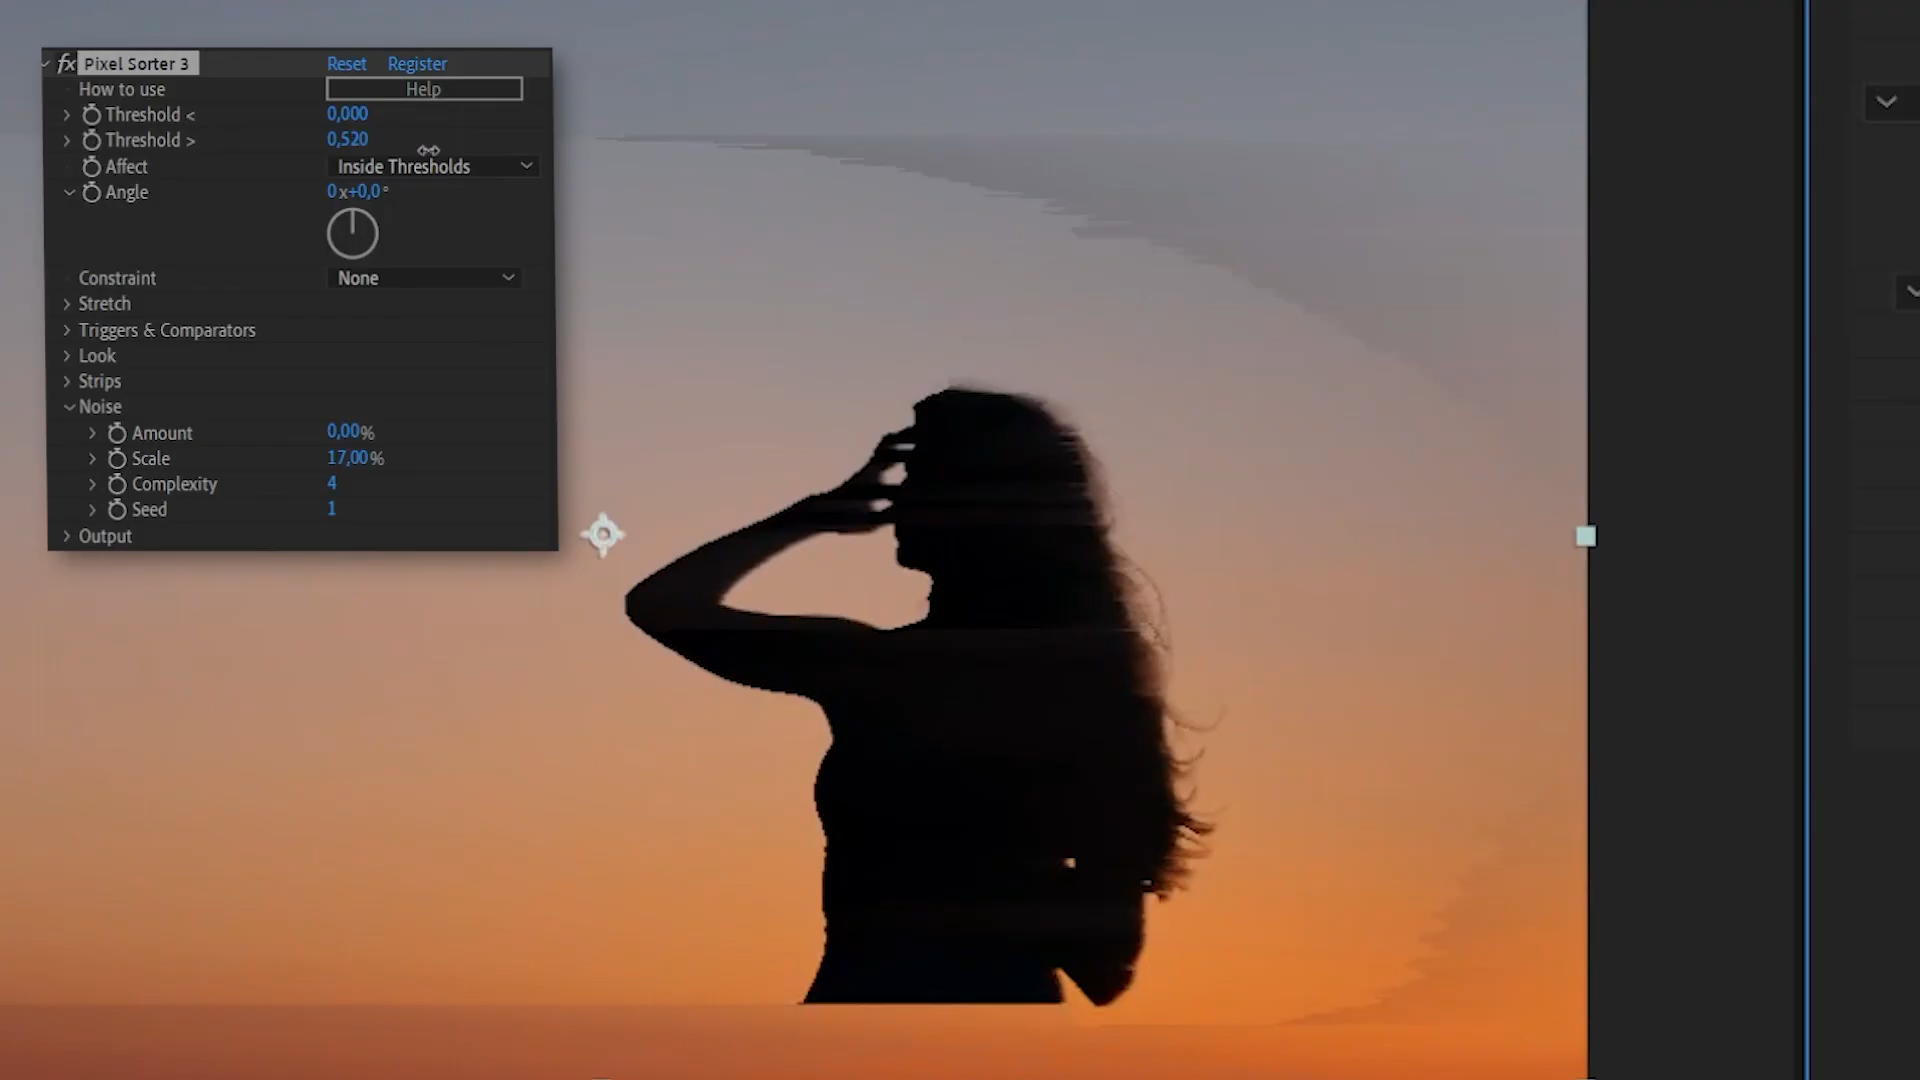 fx Pixel Sorter 3 Reset Register
How to use Help
Threshold < 0,000
Threshold > 0,520
Affect Inside Thresholds
Angle 0x+0,0°
Constraint None
Stretch
Triggers & Comparators
Look
Strips
Noise
Amount 0,00%
Scale 17,00%
Complexity 4
Seed 1
Output